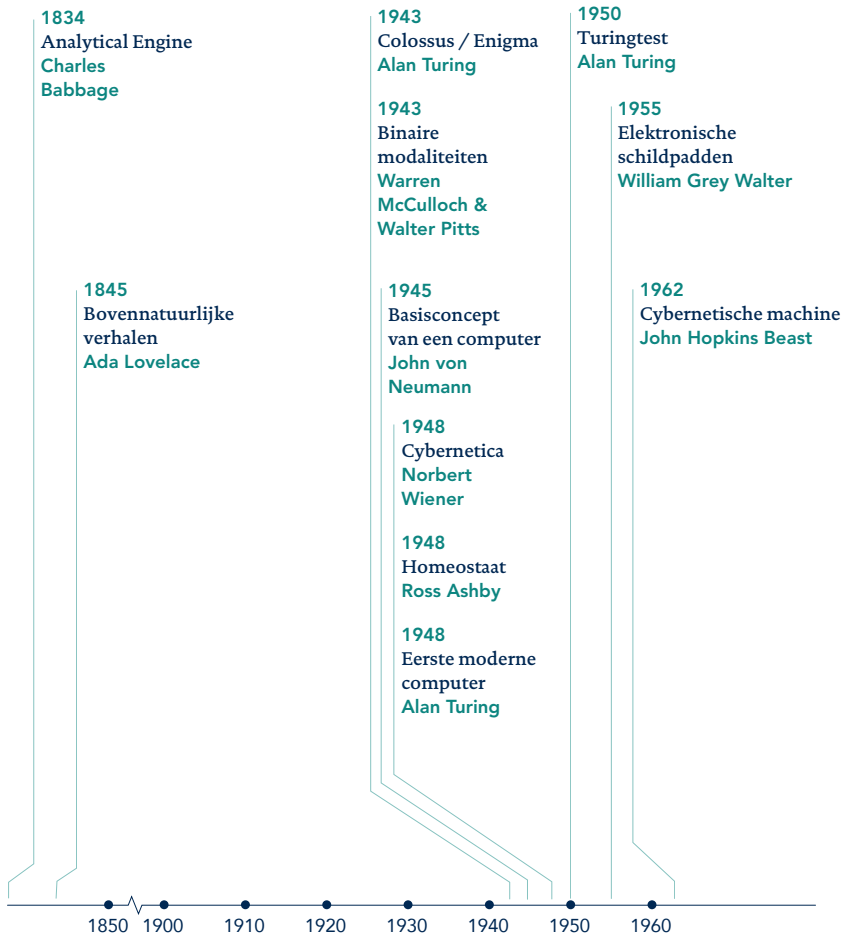 1834
Analytical Engine
Charles
Babbage
1845
Bovennatuurlijke
verhalen
Ada Lovelace
1943
Colossus / Enigma
Alan Turing
1943
Binaire
modaliteiten
Warren
McCulloch &
Walter Pitts
1945
Basisconcept
van een computer
John von
Neumann
1948
Cybernetica
Norbert
Wiener
1948
Homeostaat
Ross Ashby
1948
Eerste moderne
computer
Alan Turing
1950
Turingtest
Alan Turing
1955
Elektronische
schildpadden
William Grey Walter
1962
Cybernetische machine
John Hopkins Beast
1850 1900 1910 1920 1930 1940 1950 1960